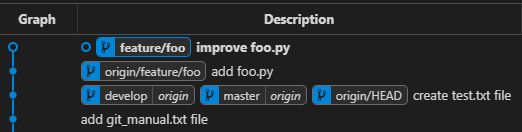 Graph Description
feature/foo improve foo.py
origin/feature/foo add foo.py
develop origin master origin origin/HEAD create test.txt file
add git_manual.txt file